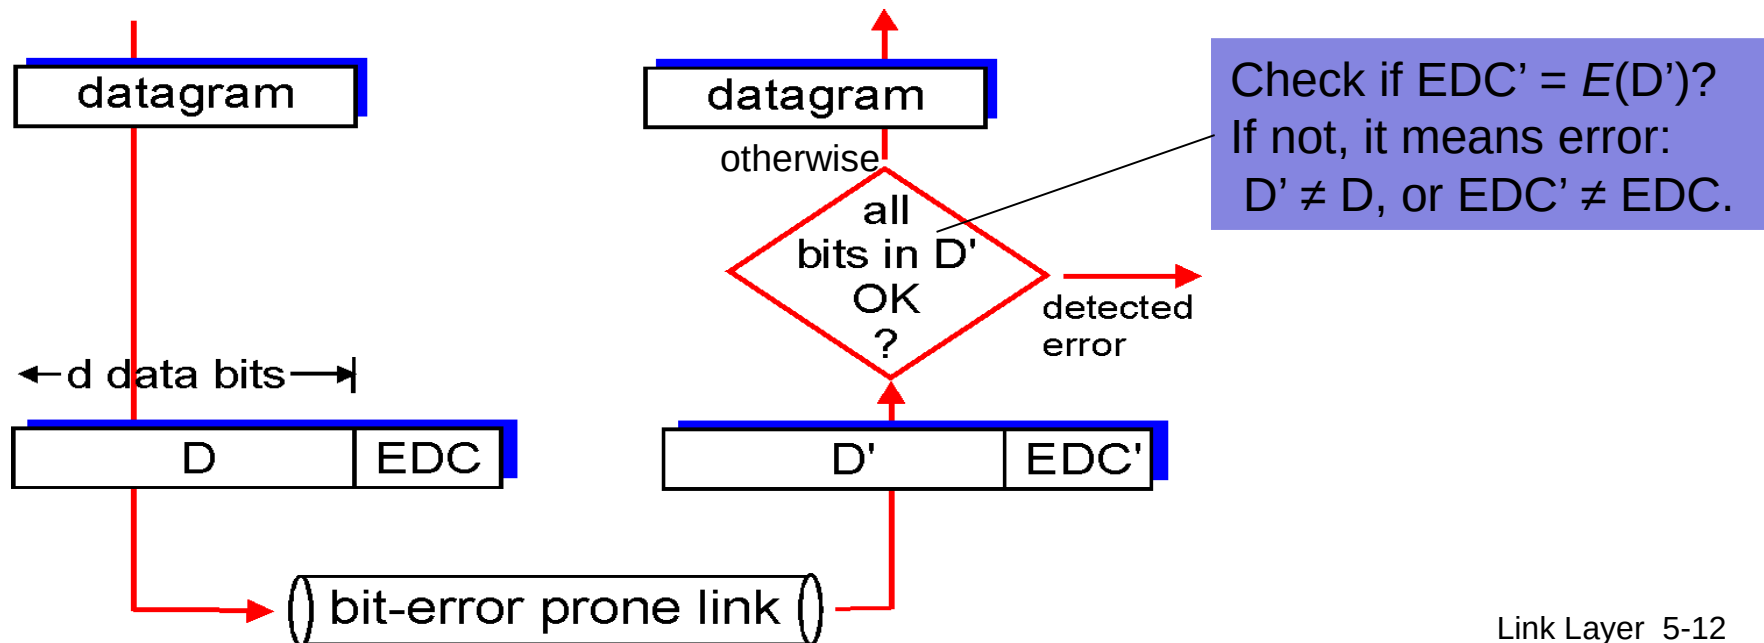 datagram
datagram
Check if EDC’ = E(D’)?
If not, it means error:
D’ ≠ D, or EDC’ ≠ EDC.
otherwise
all
bits in D'
OK
?
detected
error
d data bits
D
EDC
D'
EDC'
bit-error prone link
Link Layer 5-12